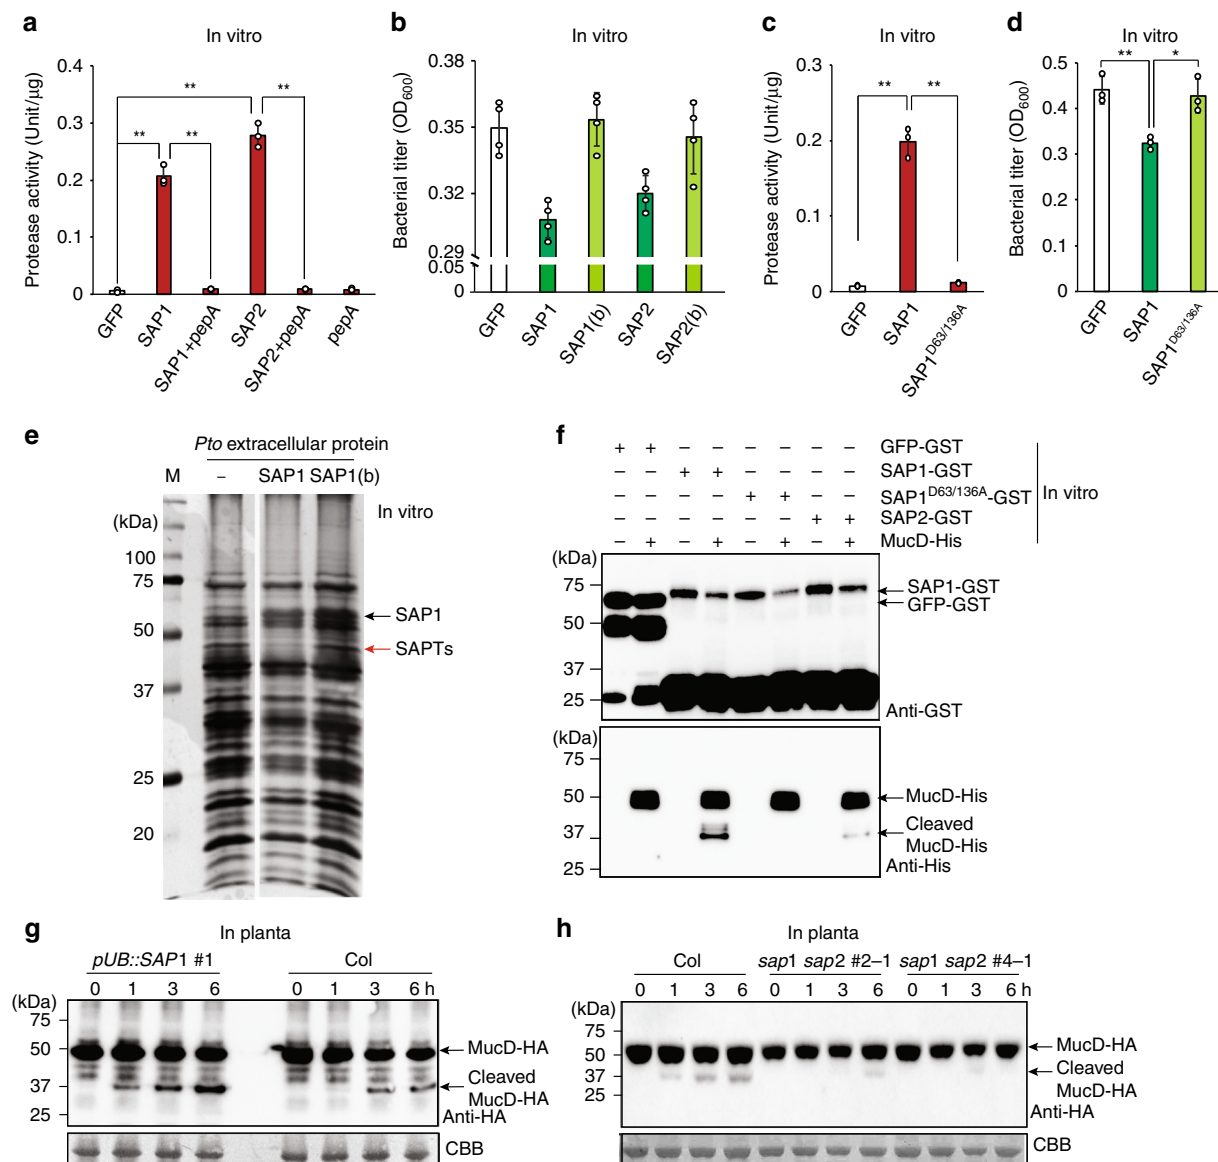 a
In vitro
Protease activity (Unit/µg)
0.4
0.3
0.2
0.1
0
** ** ** **
GFP SAP1 SAP1+pepA SAP2 SAP2+pepA pepA
b
In vitro
Bacterial titer (OD600)
0.38
0.35
0.32
0.29
0.05
0
GFP SAP1 SAP1(b) SAP2 SAP2(b)
c
In vitro
Protease activity (Unit/µg)
0.3
0.2
0.1
0
** **
GFP SAP1 SAP1D63/136A
d
In vitro
Bacterial titer (OD600)
0.5
0.4
0.3
0.2
0.1
0
** *
GFP SAP1 SAP1D63/136A
e
Pto extracellular protein
M – SAP1 SAP1(b)
In vitro
(kDa)
100
75
50
37
25
20
SAP1
SAPTs
f
+ + – – – – – – GFP-GST
– – + + – – – – SAP1-GST
– – – – + + – – SAP1D63/136A-GST
– – – – – – + + SAP2-GST
– + – + – + – + MucD-His
In vitro
(kDa)
75
50
37
25
SAP1-GST
GFP-GST
Anti-GST
(kDa)
75
50
37
25
MucD-His
Cleaved
MucD-His
Anti-His
g
In planta
pUB::SAP1 #1 Col
0 1 3 6 0 1 3 6 h
(kDa)
75
50
37
25
MucD-HA
Cleaved
MucD-HA
Anti-HA
CBB
h
In planta
Col sap1 sap2 #2–1 sap1 sap2 #4–1
0 1 3 6 0 1 3 6 0 1 3 6 h
(kDa)
75
50
37
25
MucD-HA
Cleaved
MucD-HA
Anti-HA
CBB